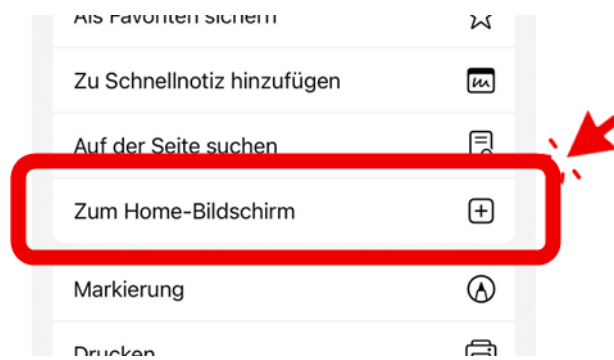 Als Favoriten sichern
Zu Schnellnotiz hinzufügen
Auf der Seite suchen
Zum Home-Bildschirm
Markierung
Drucken